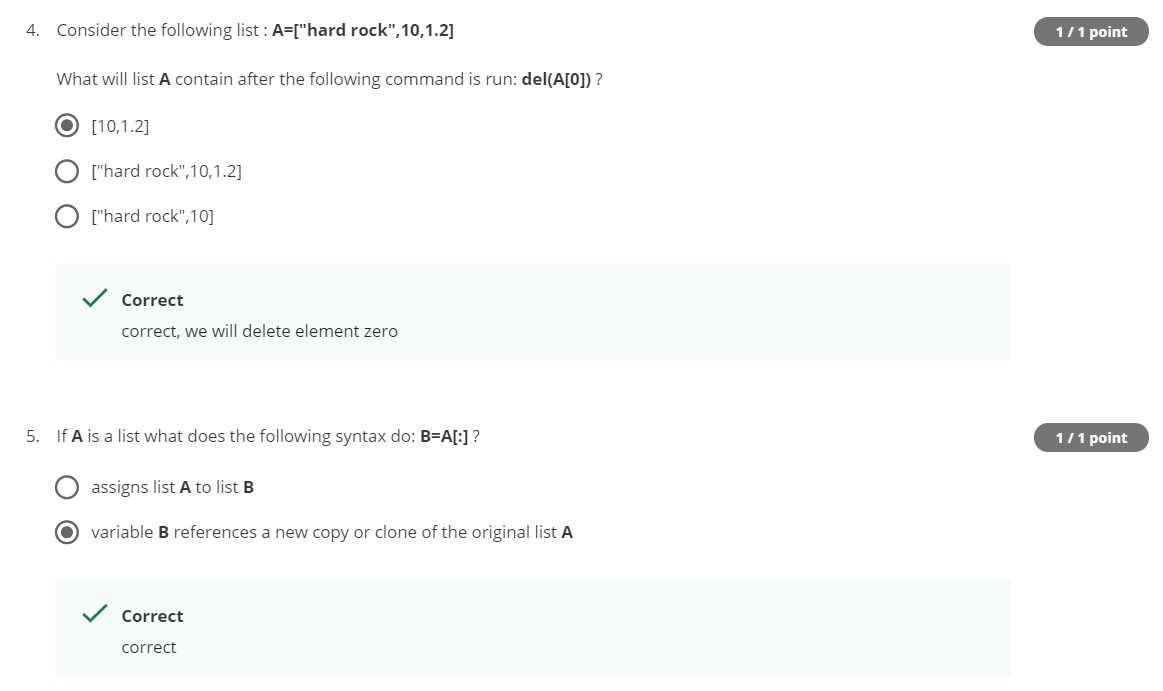 4. Consider the following list : A=["hard rock",10,1.2]
1 / 1 point
What will list A contain after the following command is run: del(A[0]) ?
[10,1.2]
["hard rock",10,1.2]
["hard rock",10]
Correct
correct, we will delete element zero
5. If A is a list what does the following syntax do: B=A[:] ?
1 / 1 point
assigns list A to list B
variable B references a new copy or clone of the original list A
Correct
correct